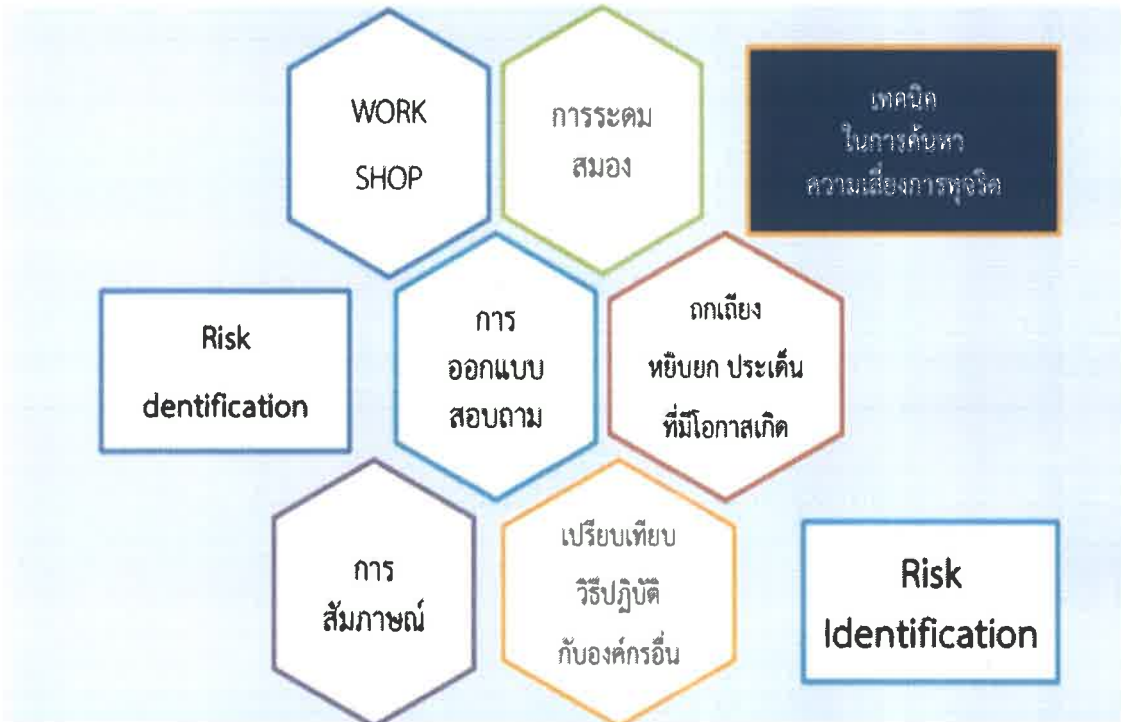 WORK
SHOP
การระดม
สมอง
เทคนิค
ในการค้นหา
ความเสี่ยงการทุจริต
Risk
dentification
การ
ออกแบบ
สอบถาม
ถกเถียง
หยิบยก ประเด็น
ที่มีโอกาสเกิด
การ
สัมภาษณ์
เปรียบเทียบ
วิธีปฏิบัติ
กับองค์กรอื่น
Risk
Identification